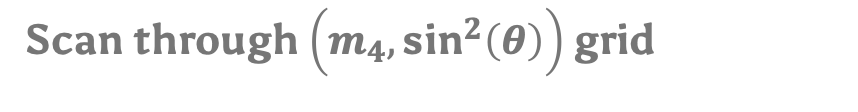 Scan through (m₄, sin²(θ)) grid